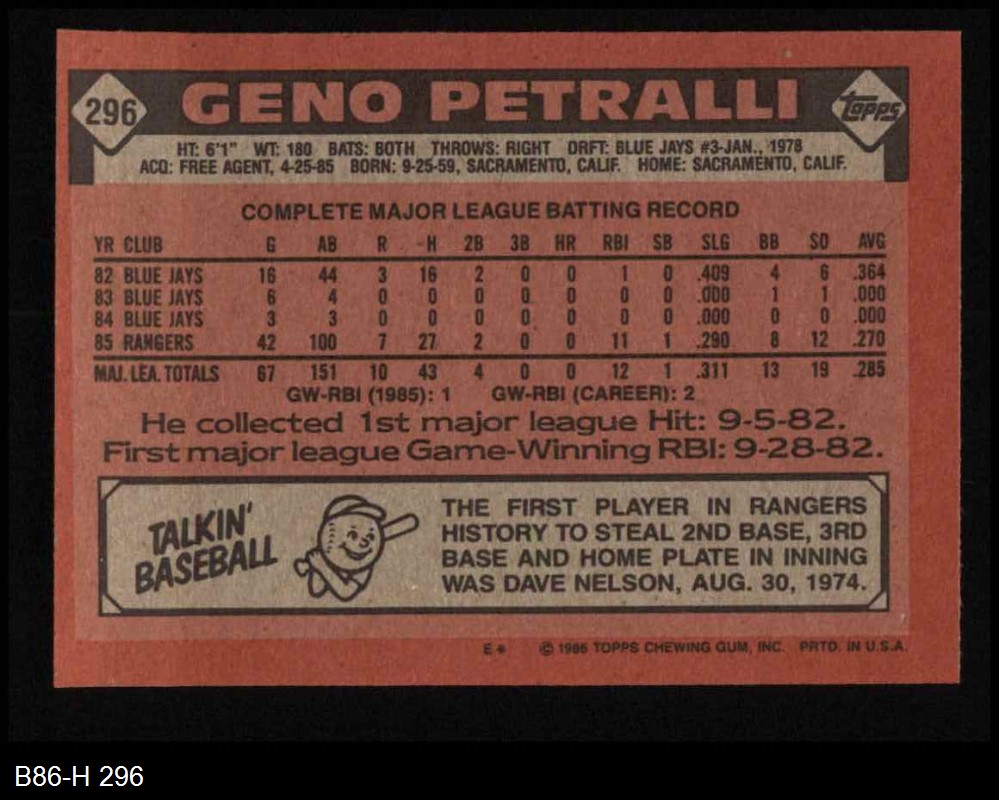 296 GENO PETRALLI topps
HT: 6'1" WT: 180 BATS: BOTH THROWS: RIGHT DRFT: BLUE JAYS #3-JAN., 1978
ACQ: FREE AGENT, 4-25-85 BORN: 9-25-59, SACRAMENTO, CALIF. HOME: SACRAMENTO, CALIF.
COMPLETE MAJOR LEAGUE BATTING RECORD
YR CLUB G AB R H 2B 3B HR RBI SB SLG BB SO AVG
82 BLUE JAYS 16 44 3 16 2 0 0 1 0 .409 4 6 .364
83 BLUE JAYS 6 4 0 0 0 0 0 0 0 .000 1 1 .000
84 BLUE JAYS 3 3 0 0 0 0 0 0 0 .000 0 0 .000
85 RANGERS 42 100 7 27 2 0 0 11 1 .290 8 12 .270
MAJ. LEA. TOTALS 67 151 10 43 4 0 0 12 1 .311 13 19 .285
GW-RBI (1985): 1 GW-RBI (CAREER): 2
He collected 1st major league Hit: 9-5-82.
First major league Game-Winning RBI: 9-28-82.
TALKIN'
BASEBALL
THE FIRST PLAYER IN RANGERS
HISTORY TO STEAL 2ND BASE, 3RD
BASE AND HOME PLATE IN INNING
WAS DAVE NELSON, AUG. 30, 1974.
E* © 1986 TOPPS CHEWING GUM, INC. PRTD. IN U.S.A.
B86-H 296